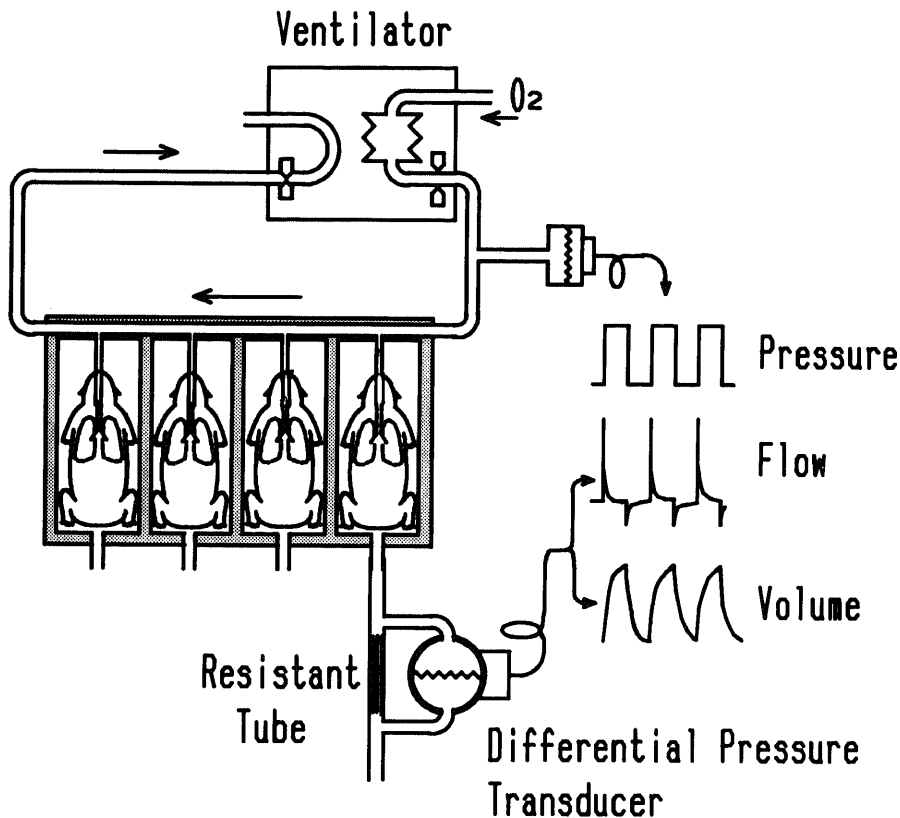 Ventilator
O2
Pressure
Flow
Volume
Resistant
Tube
Differential Pressure
Transducer